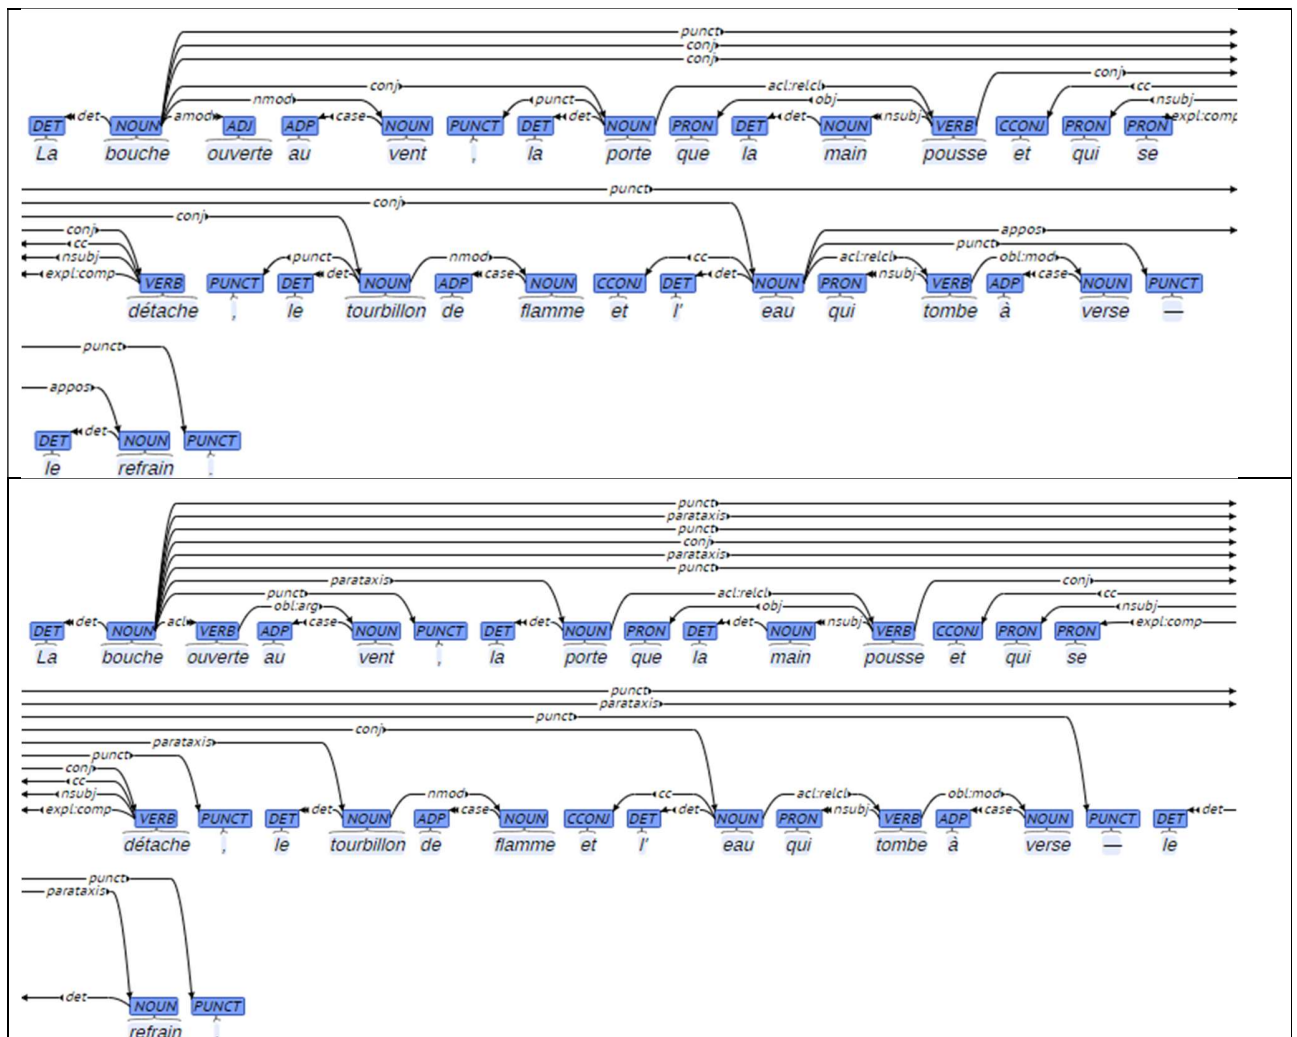 punct
conj
conj
conj
conj acl:relcl cc
nmod punct obj nsubj
det amod case det det nsubj expl:comp
DET NOUN ADJ ADP NOUN PUNCT DET NOUN PRON DET NOUN VERB CCONJ PRON PRON
La bouche ouverte au vent , la porte que la main pousse et qui se
punct
conj
conj
conj appos
cc punct
nsubj punct nmod cc acl:relcl obl:mod
expl:comp det case det nsubj case
VERB PUNCT DET NOUN ADP NOUN CCONJ DET NOUN PRON VERB ADP NOUN PUNCT
détache , le tourbillon de flamme et l' eau qui tombe à verse —
punct
appos
det
DET NOUN PUNCT
le refrain .
punct
parataxis
punct
conj
parataxis
punct
parataxis conj
punct acl:relcl cc
obl:arg obj nsubj
det acl case det det nsubj expl:comp
DET NOUN VERB ADP NOUN PUNCT DET NOUN PRON DET NOUN VERB CCONJ PRON PRON
La bouche ouverte au vent , la porte que la main pousse et qui se
punct
parataxis
punct
conj
parataxis
punct
conj
cc
nsubj nmod cc acl:relcl obl:mod
expl:comp det case det nsubj case det
VERB PUNCT DET NOUN ADP NOUN CCONJ DET NOUN PRON VERB ADP NOUN PUNCT DET
détache , le tourbillon de flamme et l' eau qui tombe à verse — le
punct
parataxis
det
NOUN PUNCT
refrain .